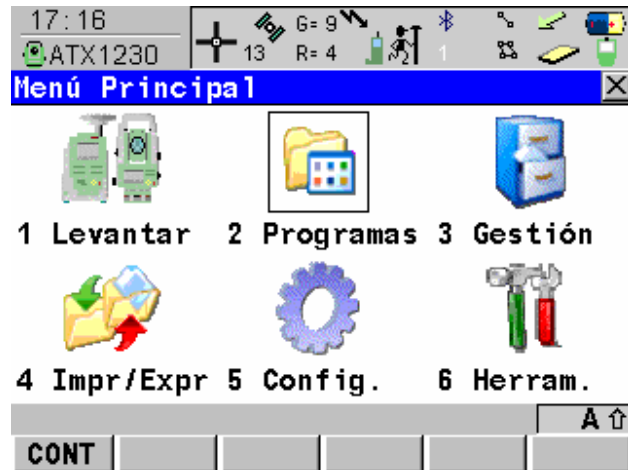 17:16 G= 9
ATX1230 13 R= 4 1
Menú Principal
1 Levantar 2 Programas 3 Gestión
4 Impr/Expr 5 Config. 6 Herram.
A
CONT